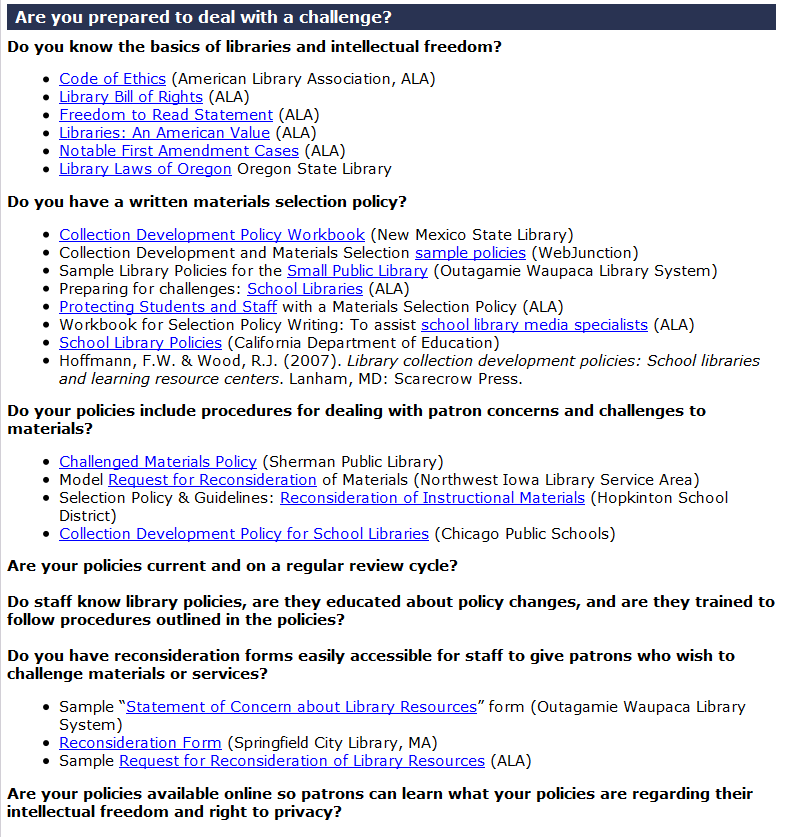 Are you prepared to deal with a challenge?
Do you know the basics of libraries and intellectual freedom?
• Code of Ethics (American Library Association, ALA)
• Library Bill of Rights (ALA)
• Freedom to Read Statement (ALA)
• Libraries: An American Value (ALA)
• Notable First Amendment Cases (ALA)
• Library Laws of Oregon Oregon State Library
Do you have a written materials selection policy?
• Collection Development Policy Workbook (New Mexico State Library)
• Collection Development and Materials Selection sample policies (WebJunction)
• Sample Library Policies for the Small Public Library (Outagamie Waupaca Library System)
• Preparing for challenges: School Libraries (ALA)
• Protecting Students and Staff with a Materials Selection Policy (ALA)
• Workbook for Selection Policy Writing: To assist school library media specialists (ALA)
• School Library Policies (California Department of Education)
• Hoffmann, F.W. & Wood, R.J. (2007). Library collection development policies: School libraries
and learning resource centers. Lanham, MD: Scarecrow Press.
Do your policies include procedures for dealing with patron concerns and challenges to
materials?
• Challenged Materials Policy (Sherman Public Library)
• Model Request for Reconsideration of Materials (Northwest Iowa Library Service Area)
• Selection Policy & Guidelines: Reconsideration of Instructional Materials (Hopkinton School
District)
• Collection Development Policy for School Libraries (Chicago Public Schools)
Are your policies current and on a regular review cycle?
Do staff know library policies, are they educated about policy changes, and are they trained to
follow procedures outlined in the policies?
Do you have reconsideration forms easily accessible for staff to give patrons who wish to
challenge materials or services?
• Sample “Statement of Concern about Library Resources” form (Outagamie Waupaca Library
System)
• Reconsideration Form (Springfield City Library, MA)
• Sample Request for Reconsideration of Library Resources (ALA)
Are your policies available online so patrons can learn what your policies are regarding their
intellectual freedom and right to privacy?